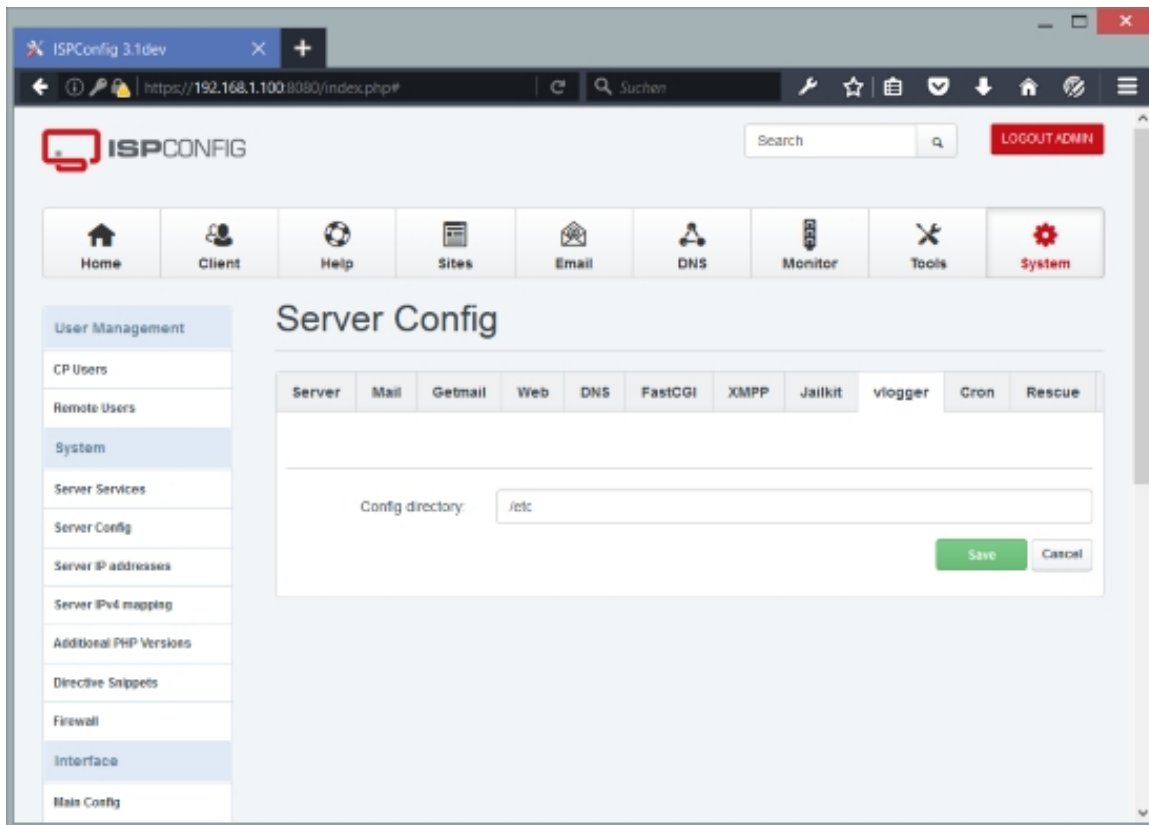 ISPConfig 3.1dev
https://192.168.1.100:8080/index.php#
Suchen
ISPCONFIG
Search
LOGOUT ADMIN
Home Client Help Sites Email DNS Monitor Tools System
User Management
CP Users
Remote Users
System
Server Services
Server Config
Server IP addresses
Server IPv4 mapping
Additional PHP Versions
Directive Snippets
Firewall
Interface
Main Config
Server Config
Server Mail Getmail Web DNS FastCGI XMPP Jailkit vlogger Cron Rescue
Config directory: /etc
Save Cancel